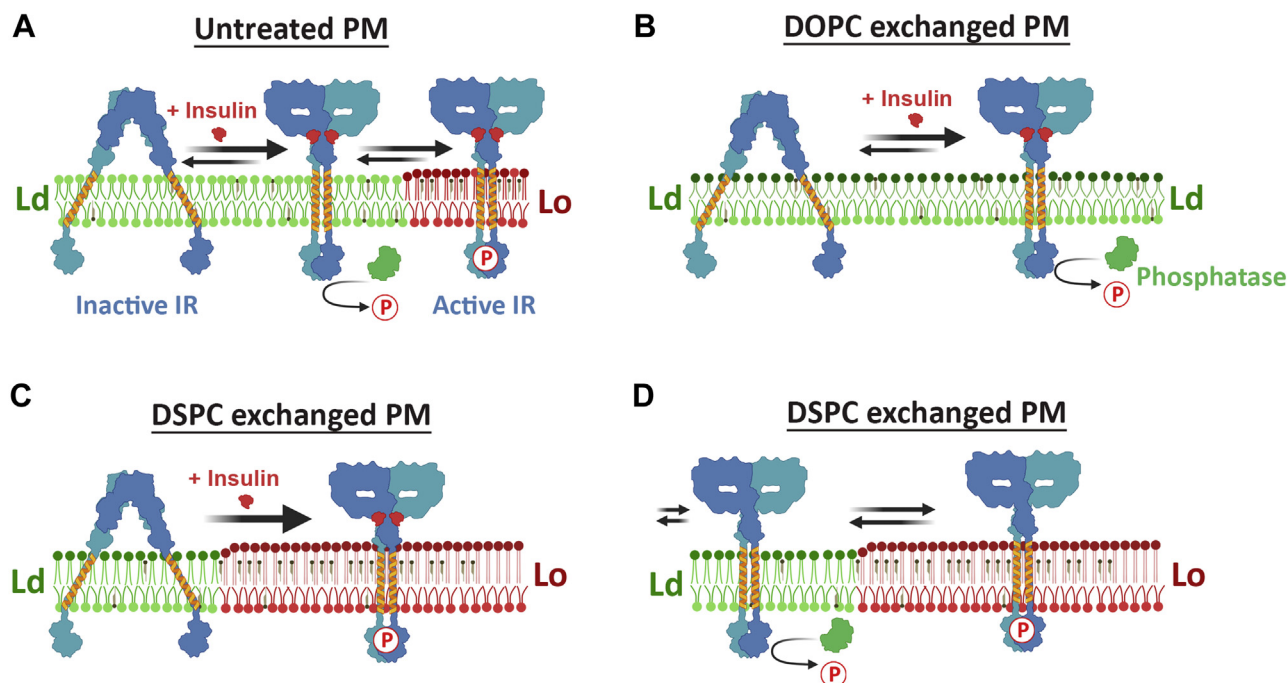 A
Untreated PM
+ Insulin
Ld
Lo
P
P
Inactive IR
Active IR
B
DOPC exchanged PM
+ Insulin
Ld
Ld
P
Phosphatase
C
DSPC exchanged PM
+ Insulin
Ld
Lo
P
D
DSPC exchanged PM
Ld
Lo
P
P